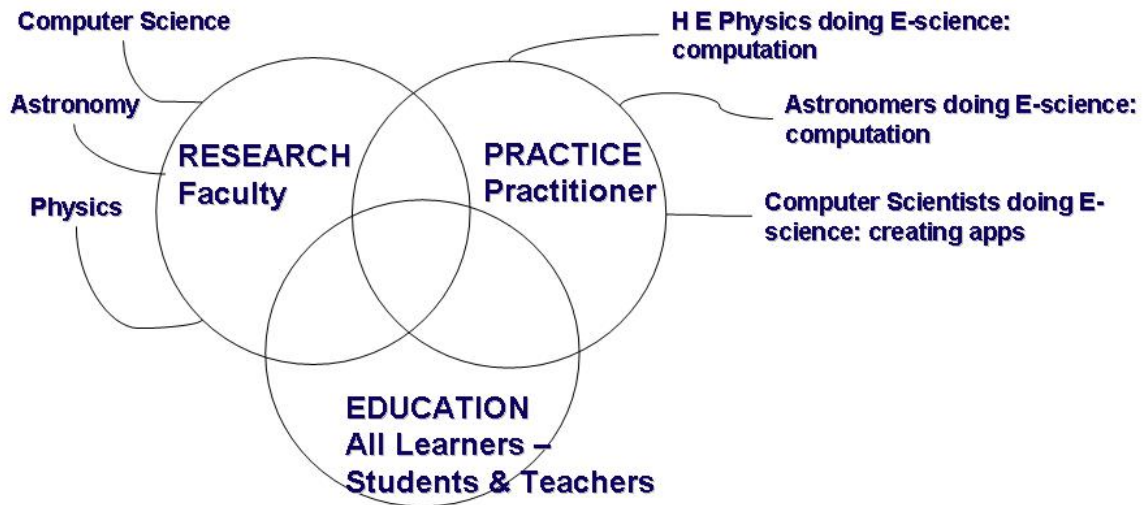 Computer Science
Astronomy
Physics
RESEARCH
Faculty
PRACTICE
Practitioner
H E Physics doing E-science:
computation
Astronomers doing E-science:
computation
Computer Scientists doing E-
science: creating apps
EDUCATION
All Learners –
Students & Teachers